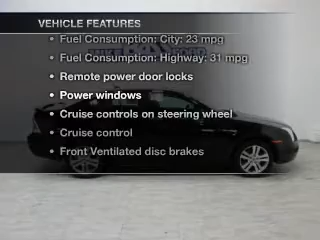 VEHICLE FEATURES
• Fuel Consumption: City: 23 mpg
• Fuel Consumption: Highway: 31 mpg
• Remote power door locks
• Power windows
• Cruise controls on steering wheel
• Cruise control
• Front Ventilated disc brakes